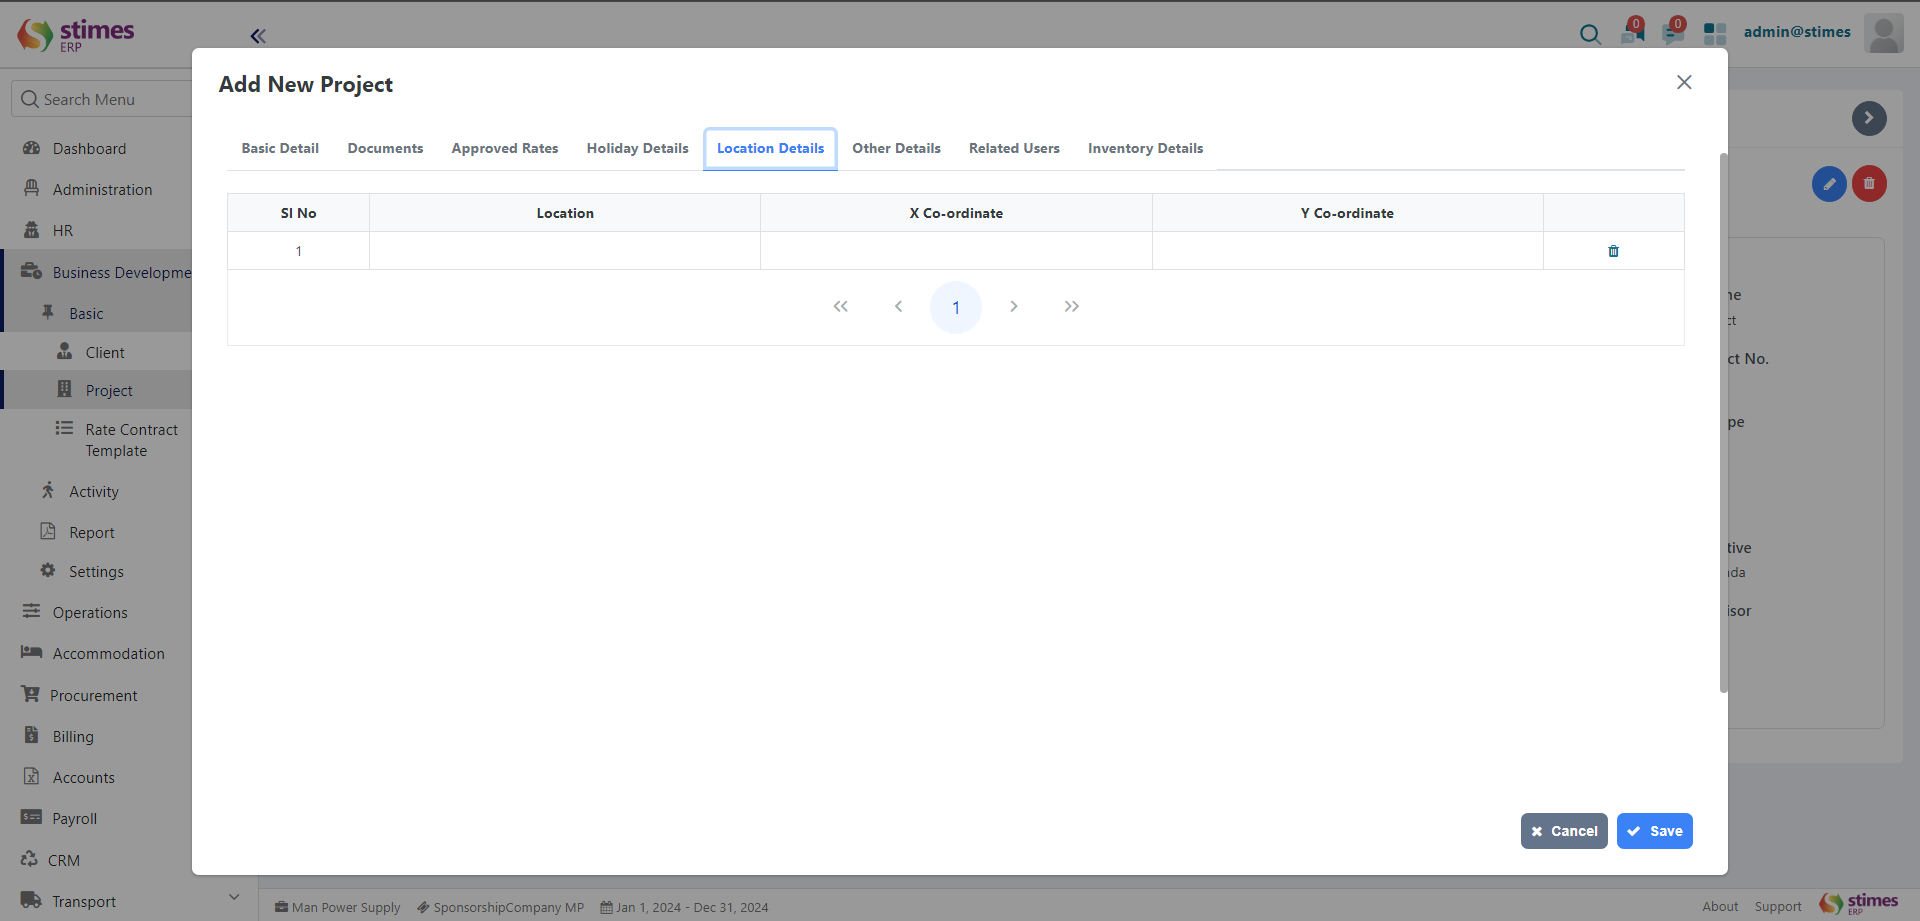 stimes
ERP
0
0
admin@stimes
Search Menu
Dashboard
Administration
HR
Business Developme
Basic
Client
Project
Rate Contract
Template
Activity
Report
Settings
Operations
Accommodation
Procurement
Billing
Accounts
Payroll
CRM
Transport
Add New Project
Basic Detail
Documents
Approved Rates
Holiday Details
Location Details
Other Details
Related Users
Inventory Details
Sl No
Location
X Co-ordinate
Y Co-ordinate
1
1
ne
ct
ct No.
pe
tive
ida
isor
Cancel
Save
Man Power Supply
SponsorshipCompany MP
Jan 1, 2024 - Dec 31, 2024
About
Support
stimes
ERP